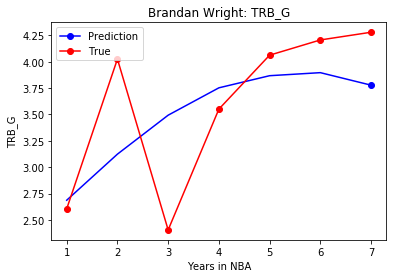 Brandan Wright: TRB_G
Prediction
True
4.25
4.00
3.75
3.50
3.25
3.00
2.75
2.50
TRB_G
1 2 3 4 5 6 7
Years in NBA